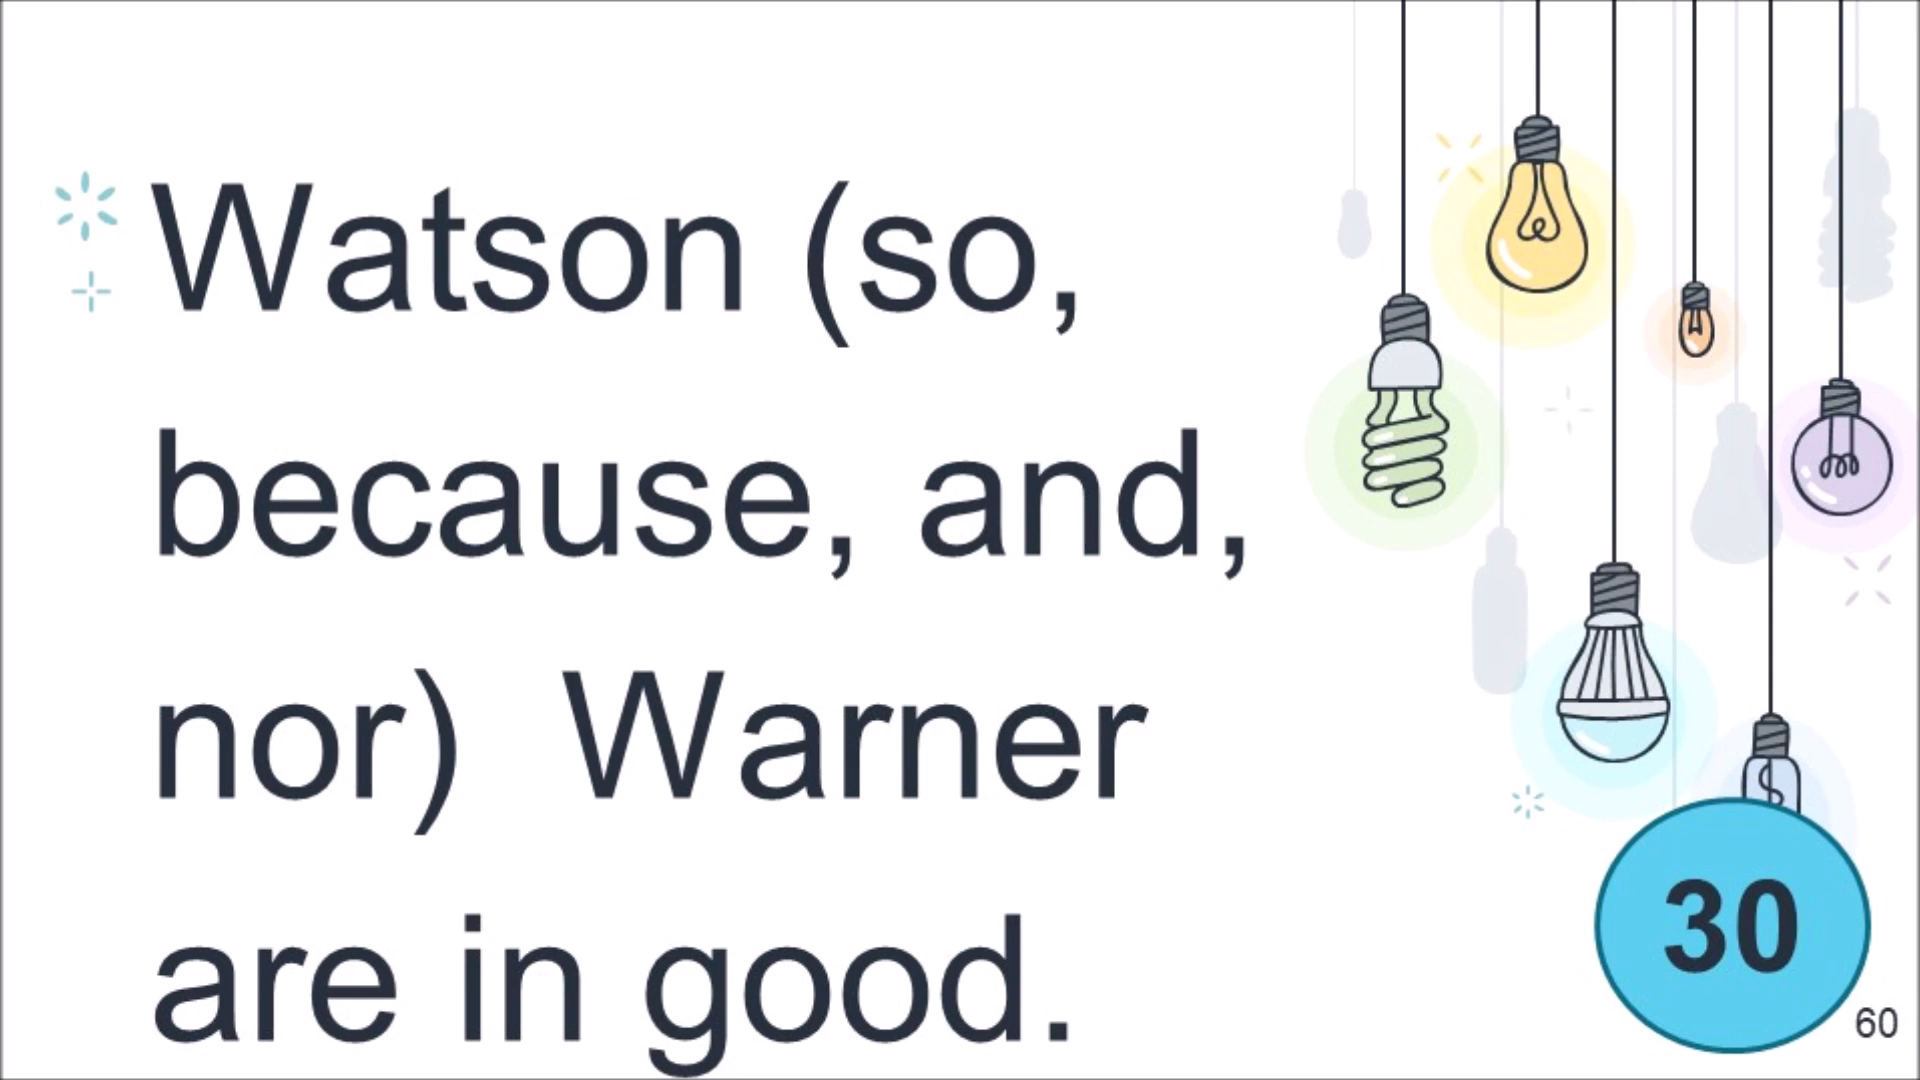 Watson (so,
because, and,
nor)  Warner
are in good.
30
60